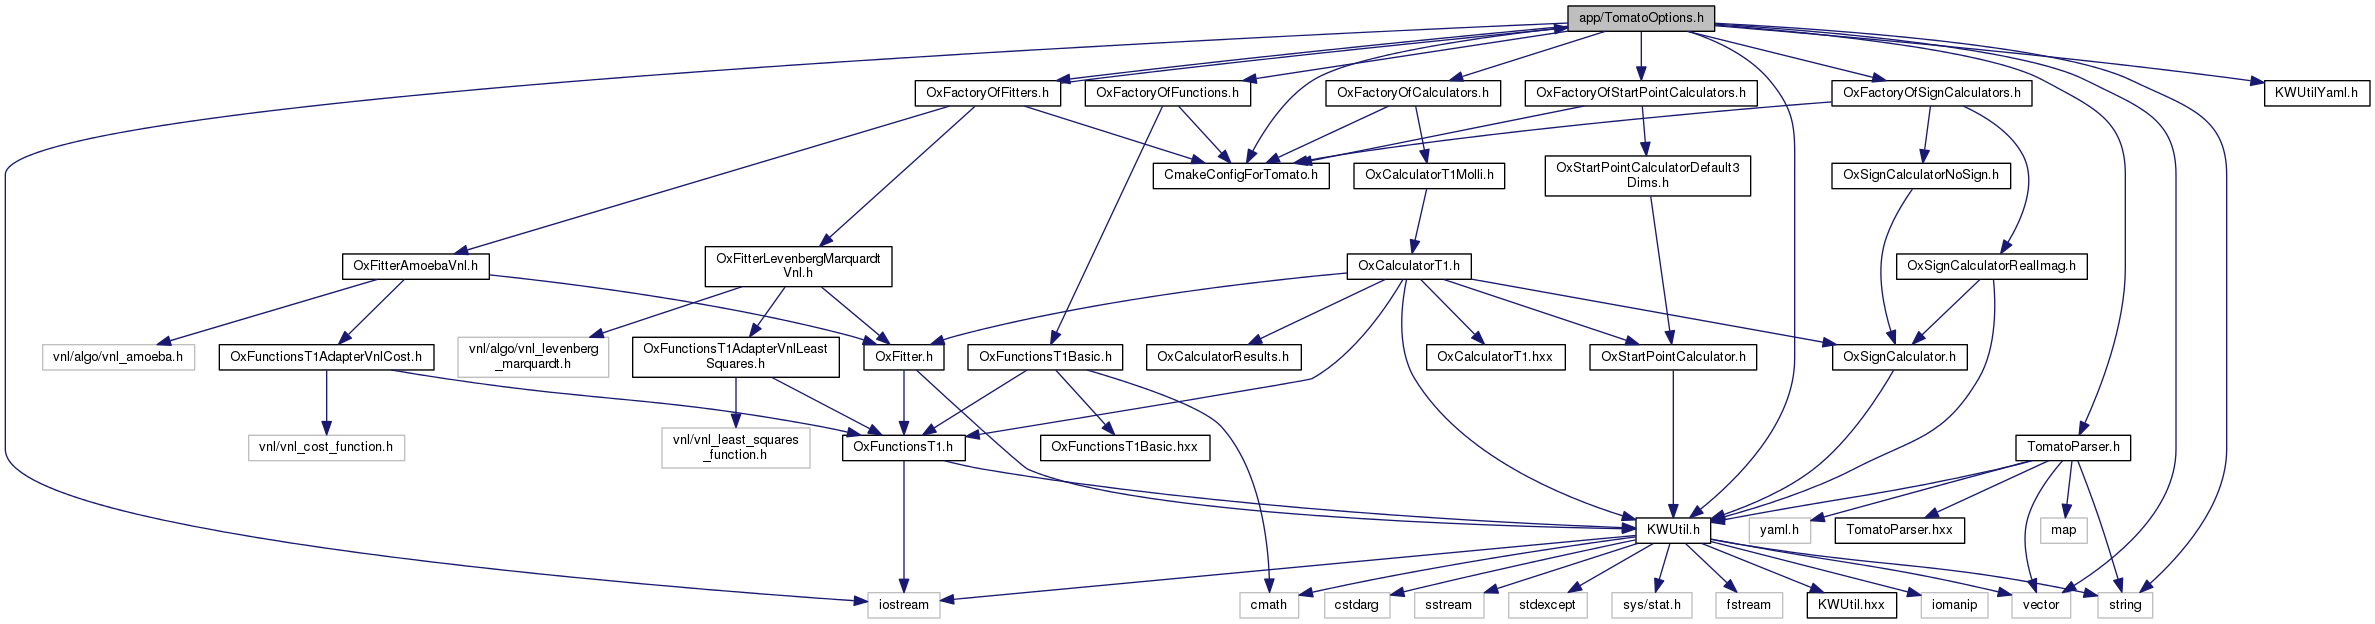 app/TomatoOptions.h
OxFactoryOfFitters.h
OxFactoryOfFunctions.h
OxFactoryOfCalculators.h
OxFactoryOfStartPointCalculators.h
OxFactoryOfSignCalculators.h
KWUtilYaml.h
CmakeConfigForTomato.h
OxCalculatorT1Molli.h
OxStartPointCalculatorDefault3
Dims.h
OxSignCalculatorNoSign.h
OxFitterAmoebaVnl.h
OxFitterLevenbergMarquardt
Vnl.h
OxCalculatorT1.h
OxSignCalculatorRealImag.h
vnl/algo/vnl_amoeba.h
OxFunctionsT1AdapterVnlCost.h
vnl/algo/vnl_levenberg
_marquardt.h
OxFunctionsT1AdapterVnlLeast
Squares.h
OxFitter.h
OxFunctionsT1Basic.h
OxCalculatorResults.h
OxCalculatorT1.hxx
OxStartPointCalculator.h
OxSignCalculator.h
vnl/vnl_cost_function.h
vnl/vnl_least_squares
_function.h
OxFunctionsT1.h
OxFunctionsT1Basic.hxx
TomatoParser.h
KWUtil.h
yaml.h
TomatoParser.hxx
map
iostream
cmath
cstdarg
sstream
stdexcept
sys/stat.h
fstream
KWUtil.hxx
iomanip
vector
string